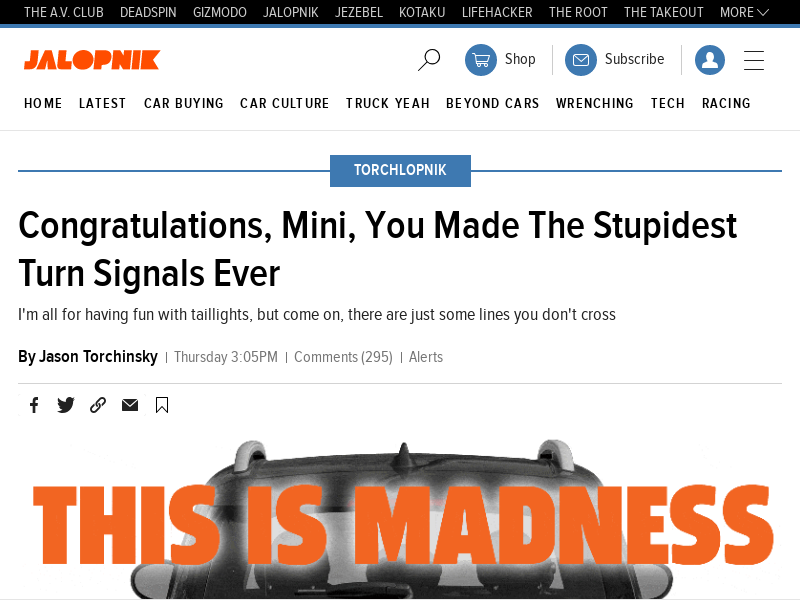 THE A.V. CLUB DEADSPIN GIZMODO JALOPNIK JEZEBEL KOTAKU LIFEHACKER THE ROOT THE TAKEOUT MORE
JALOPNIK Shop Subscribe
HOME LATEST CAR BUYING CAR CULTURE TRUCK YEAH BEYOND CARS WRENCHING TECH RACING
TORCHLOPNIK
Congratulations, Mini, You Made The Stupidest
Turn Signals Ever
I'm all for having fun with taillights, but come on, there are just some lines you don't cross
By Jason Torchinsky | Thursday 3:05PM | Comments (295) | Alerts
THIS IS MADNESS